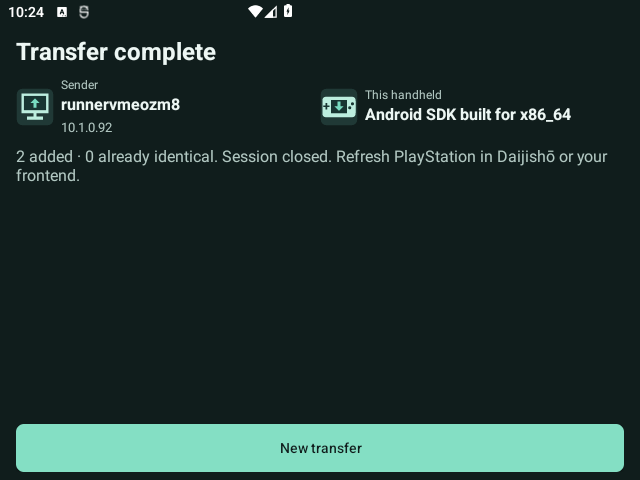 10:24
Transfer complete
Sender
runnervmeozm8
10.1.0.92
This handheld
Android SDK built for x86_64
2 added · 0 already identical. Session closed. Refresh PlayStation in Daijishō or your
frontend.
New transfer